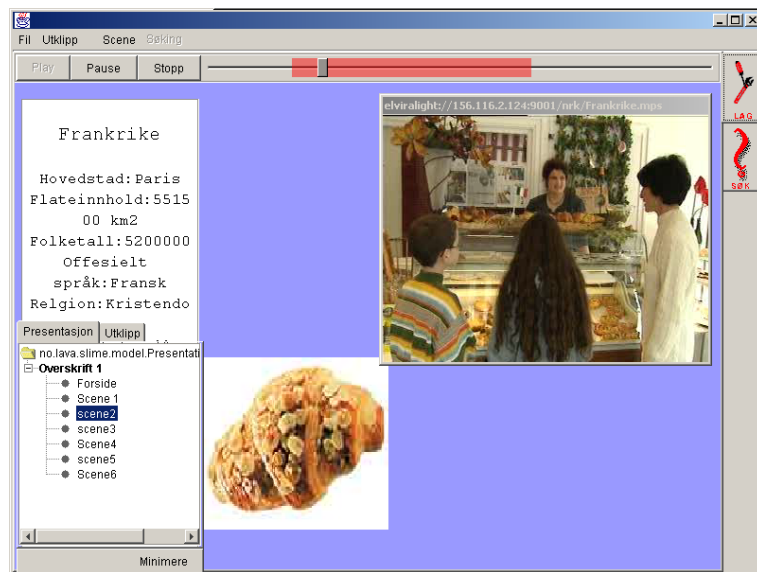 Fil Utklipp Scene Søking
Play Pause Stopp
elviralight://156.116.2.124:9001/nrk/Frankrike.mps
LAG
SØK
Frankrike
Hovedstad:Paris
Flateinnhold:5515
00 km2
Folketall:5200000
Offesielt
språk:Fransk
Relgion:Kristendo
Presentasjon Utklipp
no.lava.slime.model.Presentati
Overskrift 1
Forside
Scene 1
scene2
scene3
Scene4
scene5
Scene6
Minimere